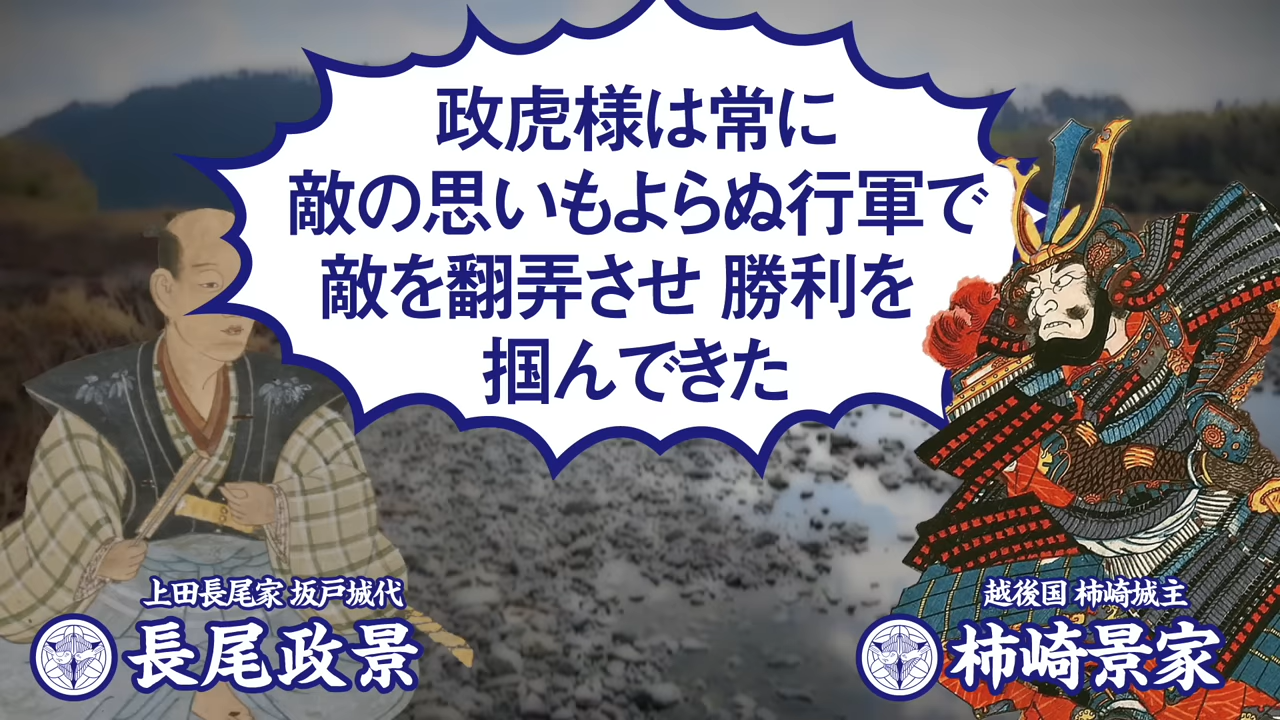 政虎様は常に
敵の思いもよらぬ行軍で
敵を翻弄させ 勝利を
掴んできた
上田長尾家 坂戸城代
長尾政景
越後国 柿崎城主
柿崎景家